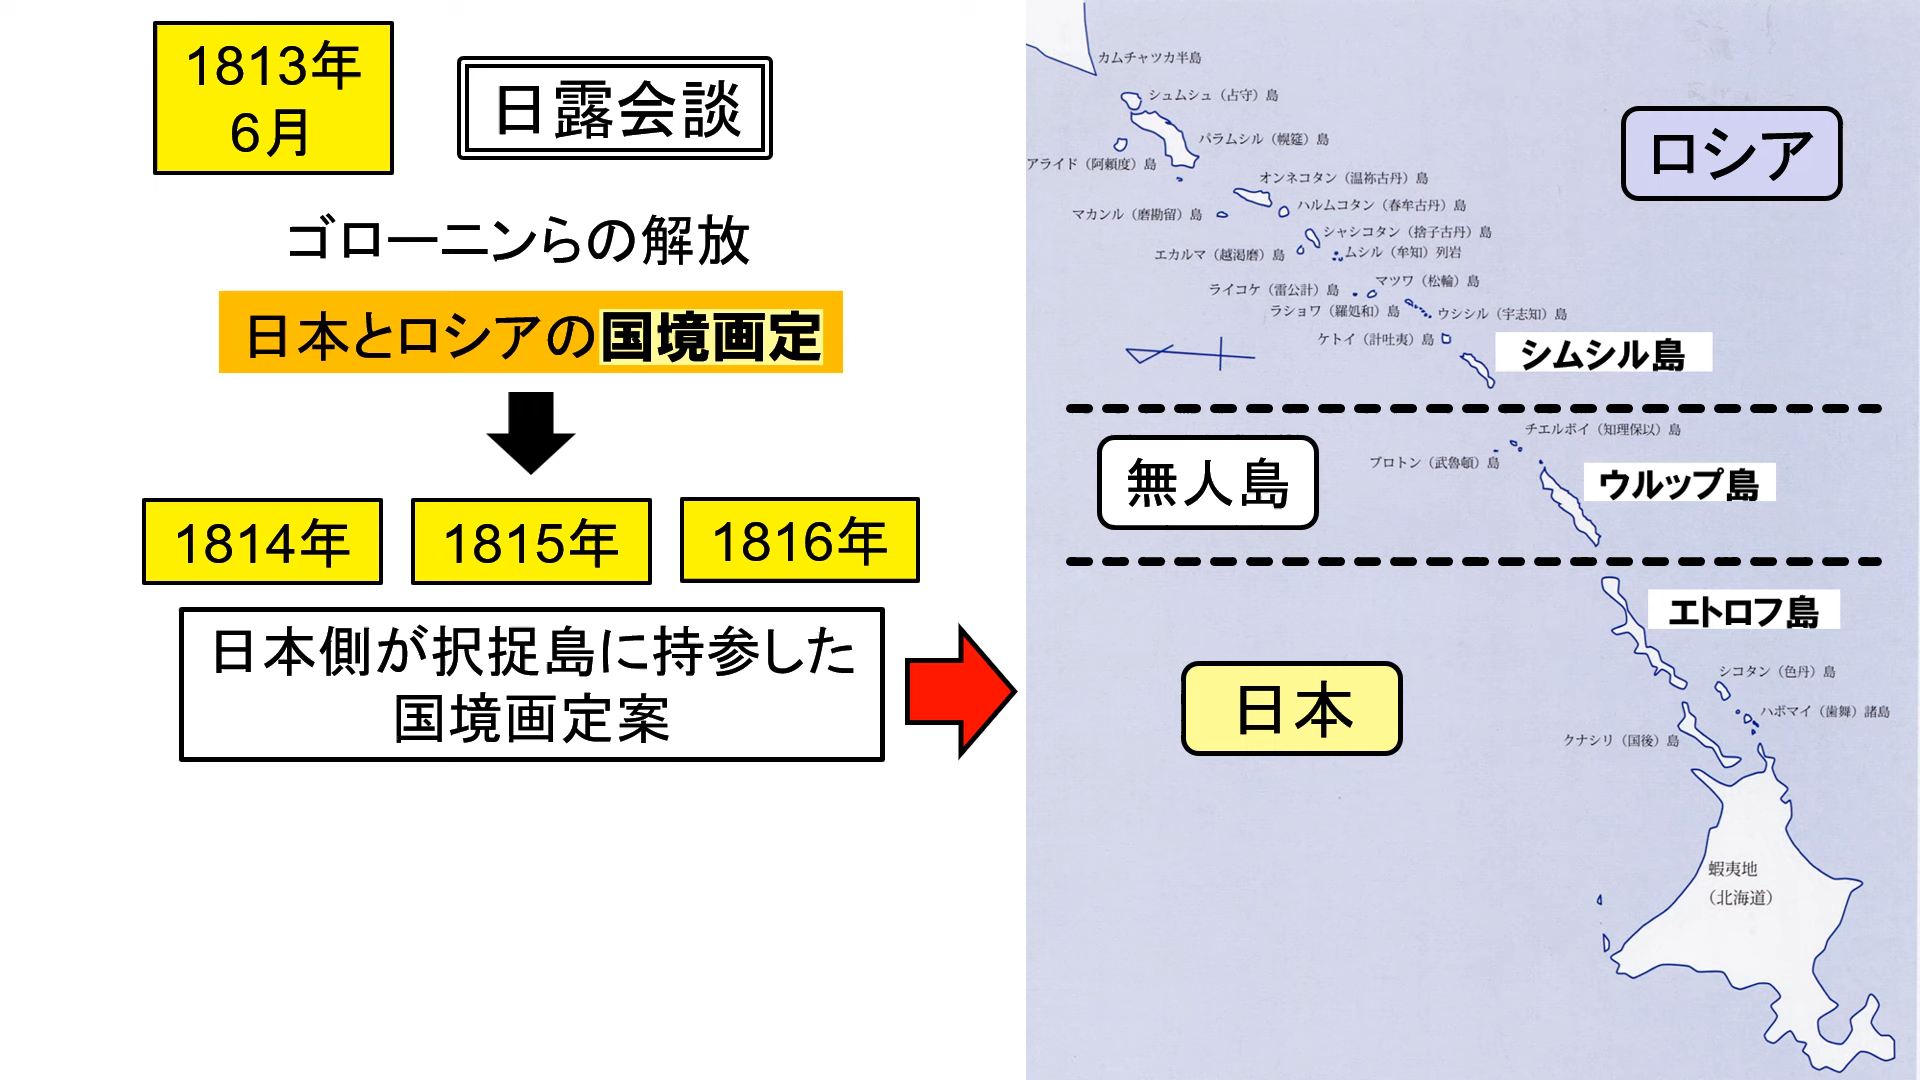 1813年
6月
日露会談
ゴローニンらの解放
日本とロシアの国境画定
1814年
1815年
1816年
日本側が択捉島に持参した
国境画定案
カムチャツカ半島
シュムシュ（占守）島
パラムシル（幌筵）島
アライド（阿頼度）島
オンネコタン（温祢古丹）島
ハルムコタン（春牟古丹）島
マカンル（磨勘留）島
シャシコタン（捨子古丹）島
エカルマ（越渇磨）島
ムシル（牟知）列岩
マツワ（松輪）島
ライコケ（雷公計）島
ラショワ（羅処和）島
ウシシル（宇志知）島
ケトイ（計吐夷）島
シムシル島
ロシア
チエルボイ（知理保以）島
ブロトン（武魯頓）島
ウルップ島
無人島
エトロフ島
シコタン（色丹）島
ハボマイ（歯舞）諸島
クナシリ（国後）島
日本
蝦夷地
（北海道）